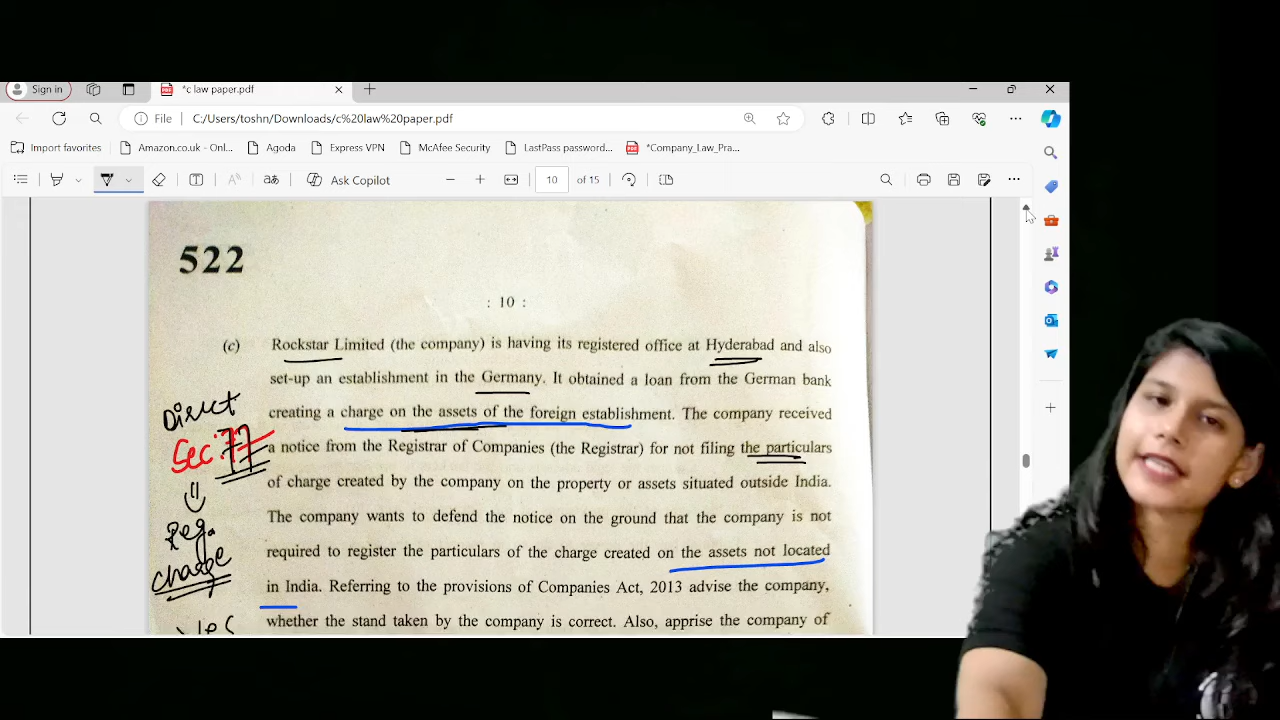 Sign in
*c law paper.pdf
File C:/Users/toshn/Downloads/c%20law%20paper.pdf
Import favorites Amazon.co.uk - Onl... Agoda Express VPN McAfee Security LastPass password... *Company_Law_Pra...
Ask Copilot 10 of 15
522
: 10 :
(c) Rockstar Limited (the company) is having its registered office at Hyderabad and also
set-up an establishment in the Germany. It obtained a loan from the German bank
creating a charge on the assets of the foreign establishment. The company received
a notice from the Registrar of Companies (the Registrar) for not filing the particulars
of charge created by the company on the property or assets situated outside India.
The company wants to defend the notice on the ground that the company is not
required to register the particulars of the charge created on the assets not located
in India. Referring to the provisions of Companies Act, 2013 advise the company,
whether the stand taken by the company is correct. Also, apprise the company of
Direct
Sec: 77
Reg.
charge